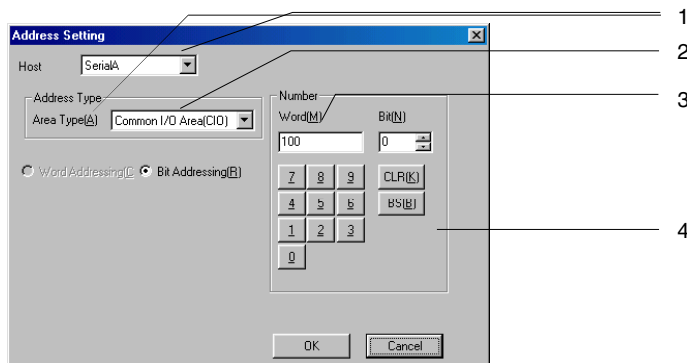 Address Setting
Host SerialA
Address Type
Area Type(A) Common I/O Area(CIO)
Word Addressing(C Bit Addressing(R)
Number
Word(M) Bit(N)
100 0
7 8 9 CLR(K)
4 5 6 BS(B)
1 2 3
0
OK Cancel
1
2
3
4